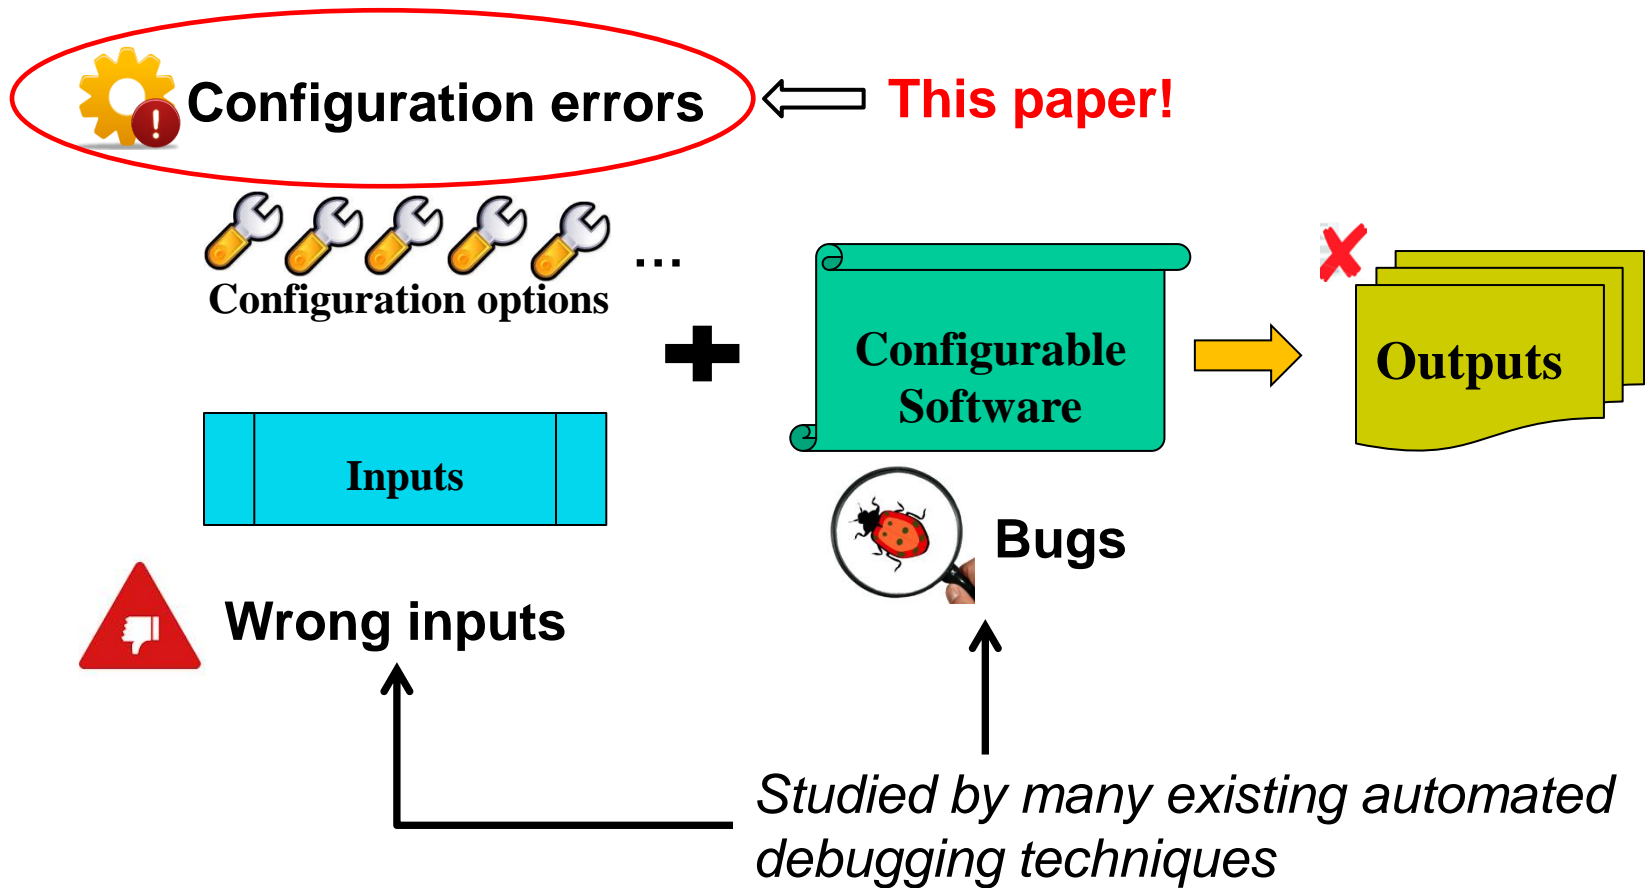 Configuration errors
This paper!
...
Configuration options
Configurable
Software
Outputs
Inputs
Bugs
Wrong inputs
Studied by many existing automated
debugging techniques